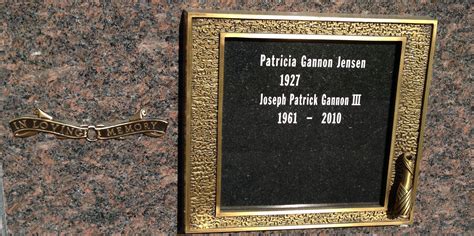 IN LOVING MEMORY
Patricia Gannon Jensen
1927
Joseph Patrick Gannon III
1961 - 2010